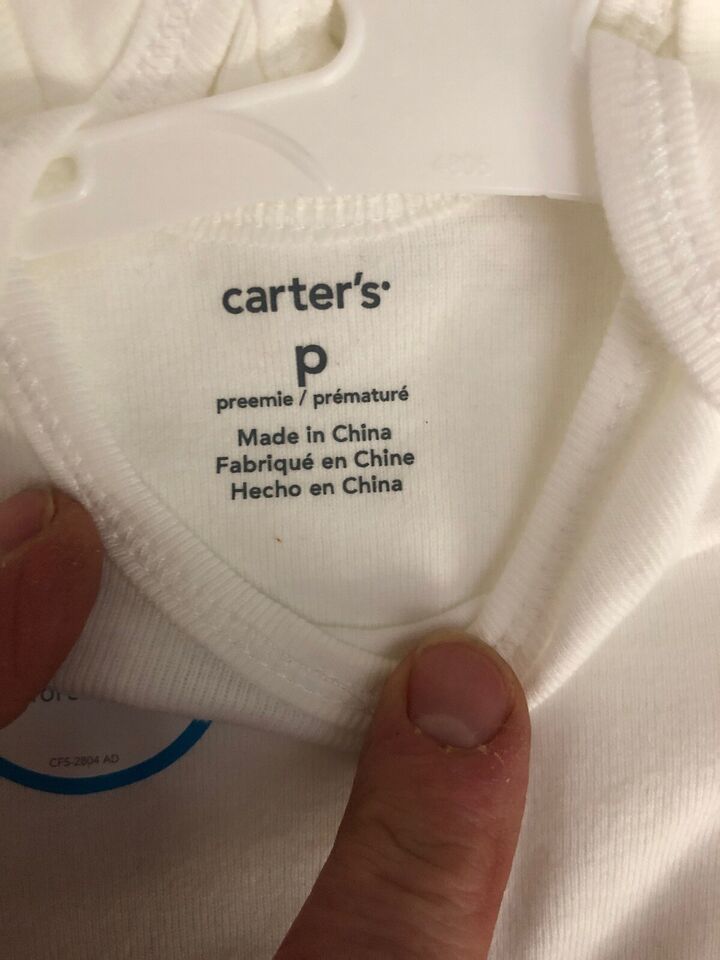 carter's
p
preemie / prématuré
Made in China
Fabriqué en Chine
Hecho en China
CFS-2804 AD